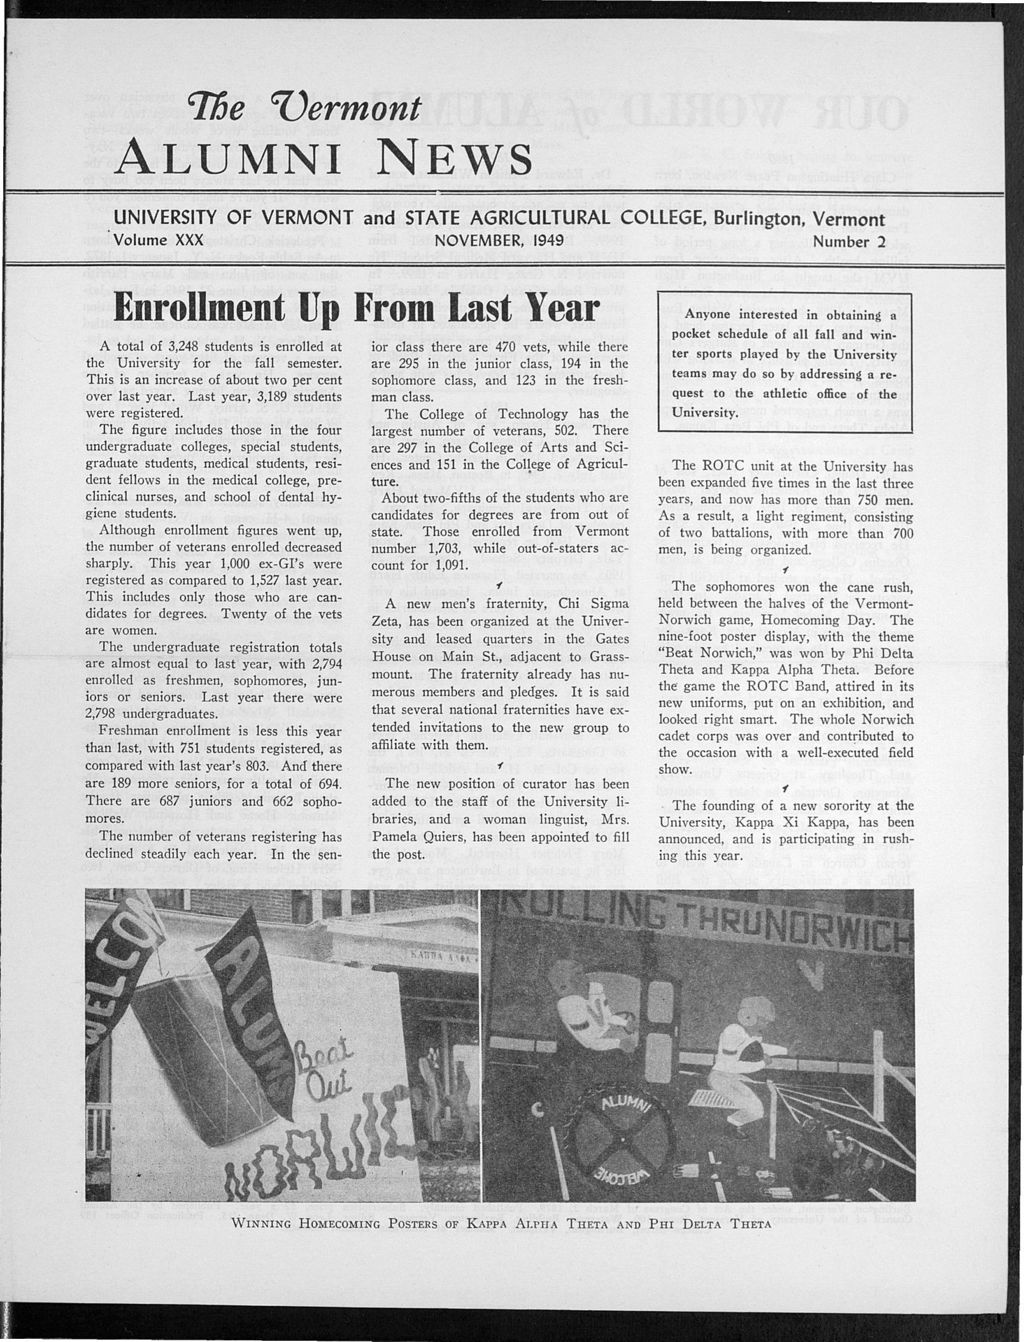 The Vermont
ALUMNI NEWS
UNIVERSITY OF VERMONT and STATE AGRICULTURAL COLLEGE, Burlington, Vermont
Volume XXX NOVEMBER, 1949 Number 2
Enrollment Up From Last Year
A total of 3,248 students is enrolled at
the University for the fall semester.
This is an increase of about two per cent
over last year. Last year, 3,189 students
were registered.
The figure includes those in the four
undergraduate colleges, special students,
graduate students, medical students, resi-
dent fellows in the medical college, pre-
clinical nurses, and school of dental hy-
giene students.
Although enrollment figures went up,
the number of veterans enrolled decreased
sharply. This year 1,000 ex-GI's were
registered as compared to 1,527 last year.
This includes only those who are can-
didates for degrees. Twenty of the vets
are women.
The undergraduate registration totals
are almost equal to last year, with 2,794
enrolled as freshmen, sophomores, jun-
iors or seniors. Last year there were
2,798 undergraduates.
Freshman enrollment is less this year
than last, with 751 students registered, as
compared with last year's 803. And there
are 189 more seniors, for a total of 694.
There are 687 juniors and 662 sopho-
mores.
The number of veterans registering has
declined steadily each year. In the sen-
ior class there are 470 vets, while there
are 295 in the junior class, 194 in the
sophomore class, and 123 in the fresh-
man class.
The College of Technology has the
largest number of veterans, 502. There
are 297 in the College of Arts and Sci-
ences and 151 in the College of Agricul-
ture.
About two-fifths of the students who are
candidates for degrees are from out of
state. Those enrolled from Vermont
number 1,703, while out-of-staters ac-
count for 1,091.
A new men's fraternity, Chi Sigma
Zeta, has been organized at the Univer-
sity and leased quarters in the Gates
House on Main St., adjacent to Grass-
mount. The fraternity already has nu-
merous members and pledges. It is said
that several national fraternities have ex-
tended invitations to the new group to
affiliate with them.
The new position of curator has been
added to the staff of the University li-
braries, and a woman linguist, Mrs.
Pamela Quiers, has been appointed to fill
the post.
Anyone interested in obtaining a
pocket schedule of all fall and win-
ter sports played by the University
teams may do so by addressing a re-
quest to the athletic office of the
University.
The ROTC unit at the University has
been expanded five times in the last three
years, and now has more than 750 men.
As a result, a light regiment, consisting
of two battalions, with more than 700
men, is being organized.
The sophomores won the cane rush,
held between the halves of the Vermont-
Norwich game, Homecoming Day. The
nine-foot poster display, with the theme
"Beat Norwich," was won by Phi Delta
Theta and Kappa Alpha Theta. Before
the game the ROTC Band, attired in its
new uniforms, put on an exhibition, and
looked right smart. The whole Norwich
cadet corps was over and contributed to
the occasion with a well-executed field
show.
The founding of a new sorority at the
University, Kappa Xi Kappa, has been
announced, and is participating in rush-
ing this year.
WELCOM
ALUMNI
Beat
Out
NORWICH
ROLLING THRU NORWICH
V
ALUMNI
WELCOME
WINNING HOMECOMING POSTERS OF KAPPA ALPHA THETA AND PHI DELTA THETA